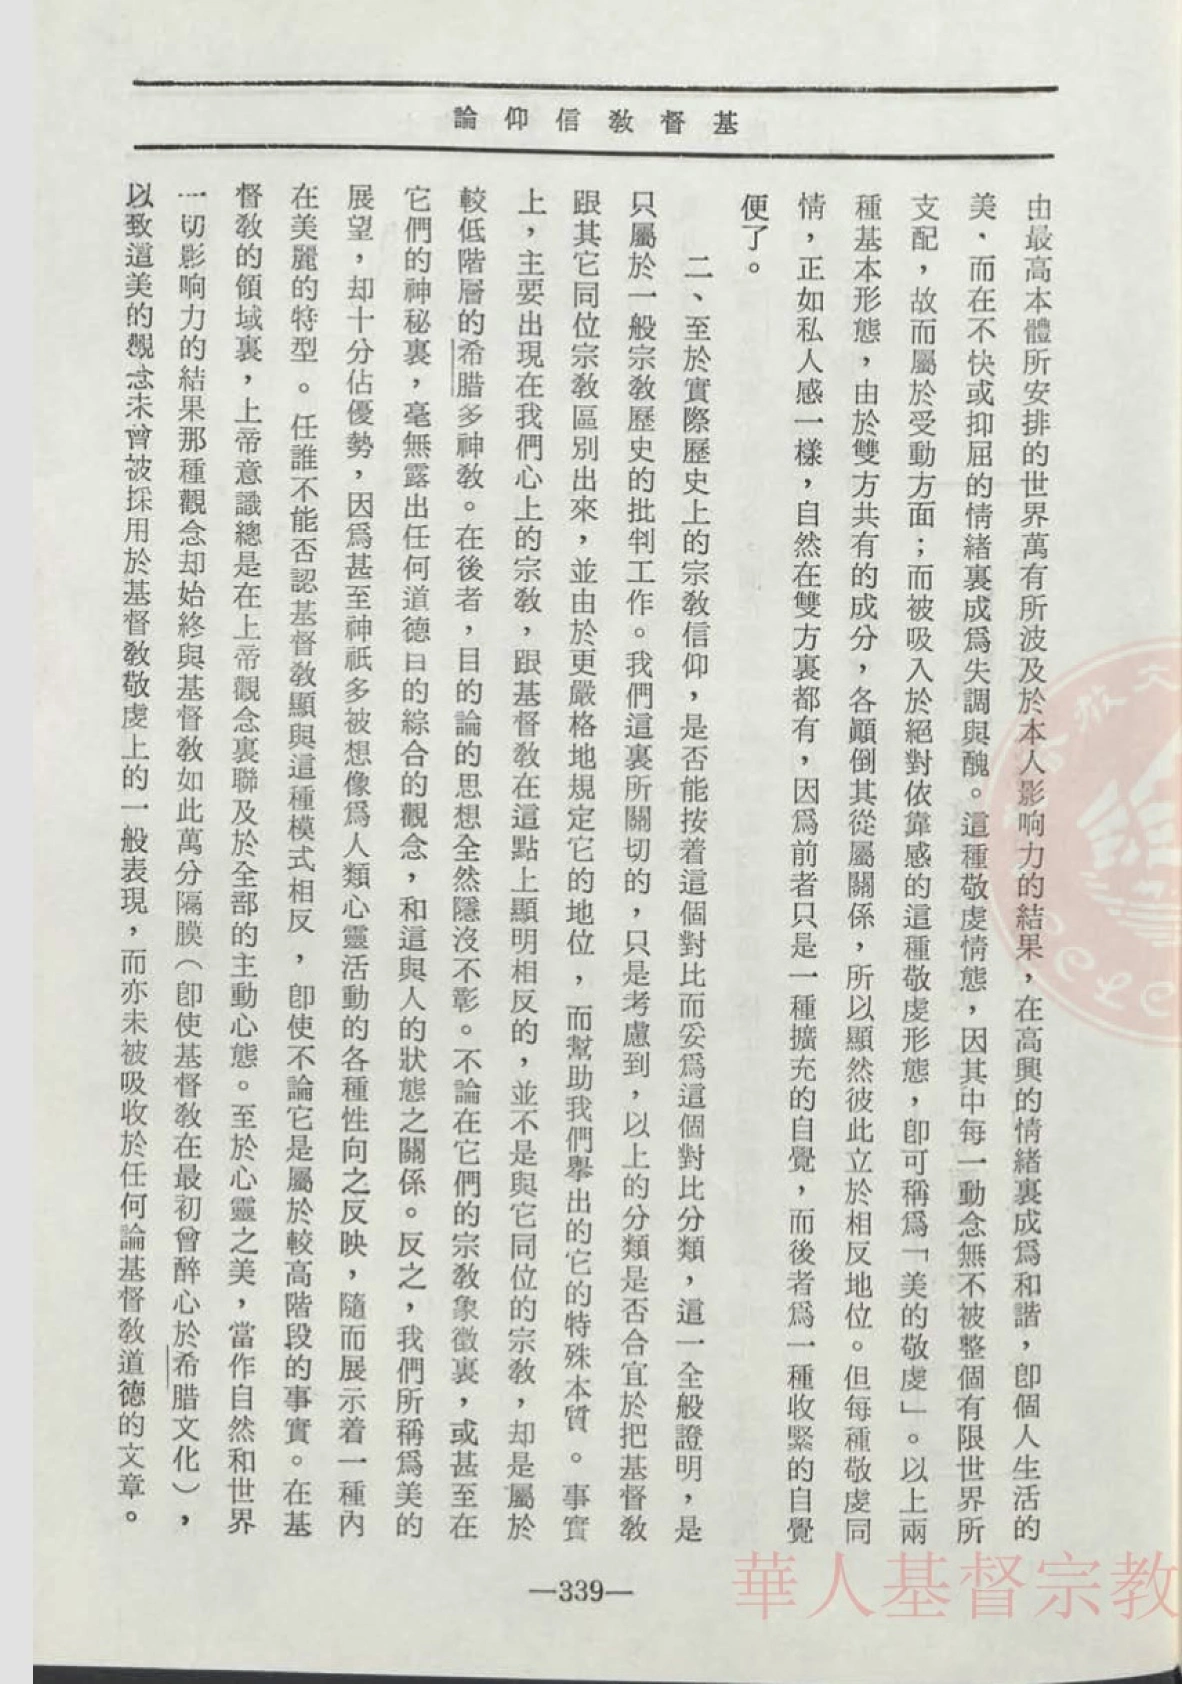 基督教信仰論
由最高本體所安排的世界萬有所波及於本人影响力的結果，在高興的情緒裏成爲和諧，卽個人生活的
美、而在不快或抑屈的情緒裏成爲失調與醜。這種敬虔情態，因其中每一動念無不被整個有限世界所
支配，故而屬於受動方面；而被吸入於絕對依靠感的這種敬虔形態，卽可稱爲「美的敬虔」。以上兩
種基本形態，由於雙方共有的成分，各顚倒其從屬關係，所以顯然彼此立於相反地位。但每種敬虔同
情，正如私人感一樣，自然在雙方裏都有，因爲前者只是一種擴充的自覺，而後者爲一種收緊的自覺
便了。
二、至於實際歷史上的宗教信仰，是否能按着這個對比而妥爲這個對比分類，這一全般證明，是
只屬於一般宗教歷史的批判工作。我們這裏所關切的，只是考慮到，以上的分類是否合宜於把基督教
跟其它同位宗教區別出來，並由於更嚴格地規定它的地位，而幫助我們舉出的它的特殊本質。事實
上，主要出現在我們心上的宗教，跟基督教在這點上顯明相反的，並不是與它同位的宗教，却是屬於
較低階層的希腊多神教。在後者，目的論的思想全然隱沒不彰。不論在它們的宗教象徵裏，或甚至在
它們的神秘裏，毫無露出任何道德目的綜合的觀念，和這與人的狀態之關係。反之，我們所稱爲美的
展望，却十分佔優勢，因爲甚至神祇多被想像爲人類心靈活動的各種性向之反映，隨而展示着一種內
在美麗的特型。任誰不能否認基督教顯與這種模式相反，卽使不論它是屬於較高階段的事實。在基
督教的領域裏，上帝意識總是在上帝觀念裏聯及於全部的主動心態。至於心靈之美，當作自然和世界
一切影响力的結果那種觀念却始終與基督教如此萬分隔膜（卽使基督教在最初曾醉心於希腊文化），
以致這美的觀念未曾被採用於基督教敬虔上的一般表現，而亦未被吸收於任何論基督教道德的文章。
—339—
華人基督宗教